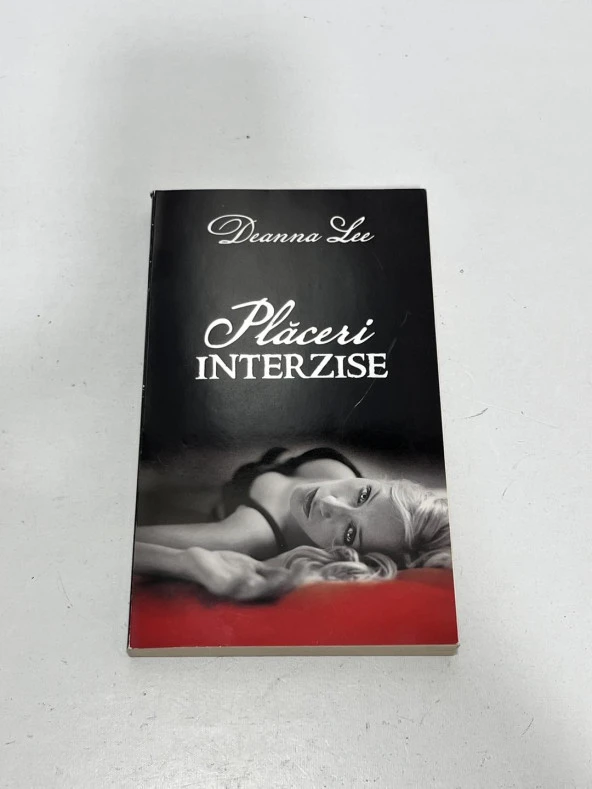 Deanna Lee
Plăceri
INTERZISE